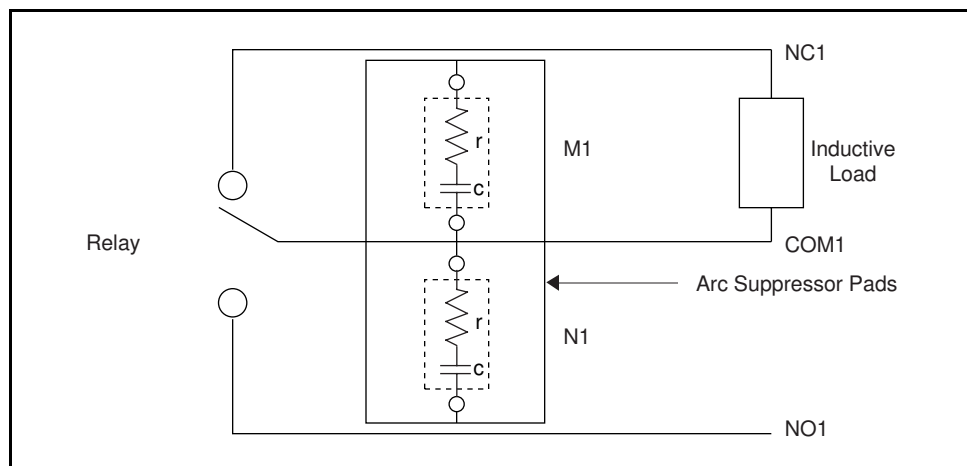 NC1
r
M1
c
Inductive
Load
Relay
COM1
Arc Suppressor Pads
r
N1
c
NO1